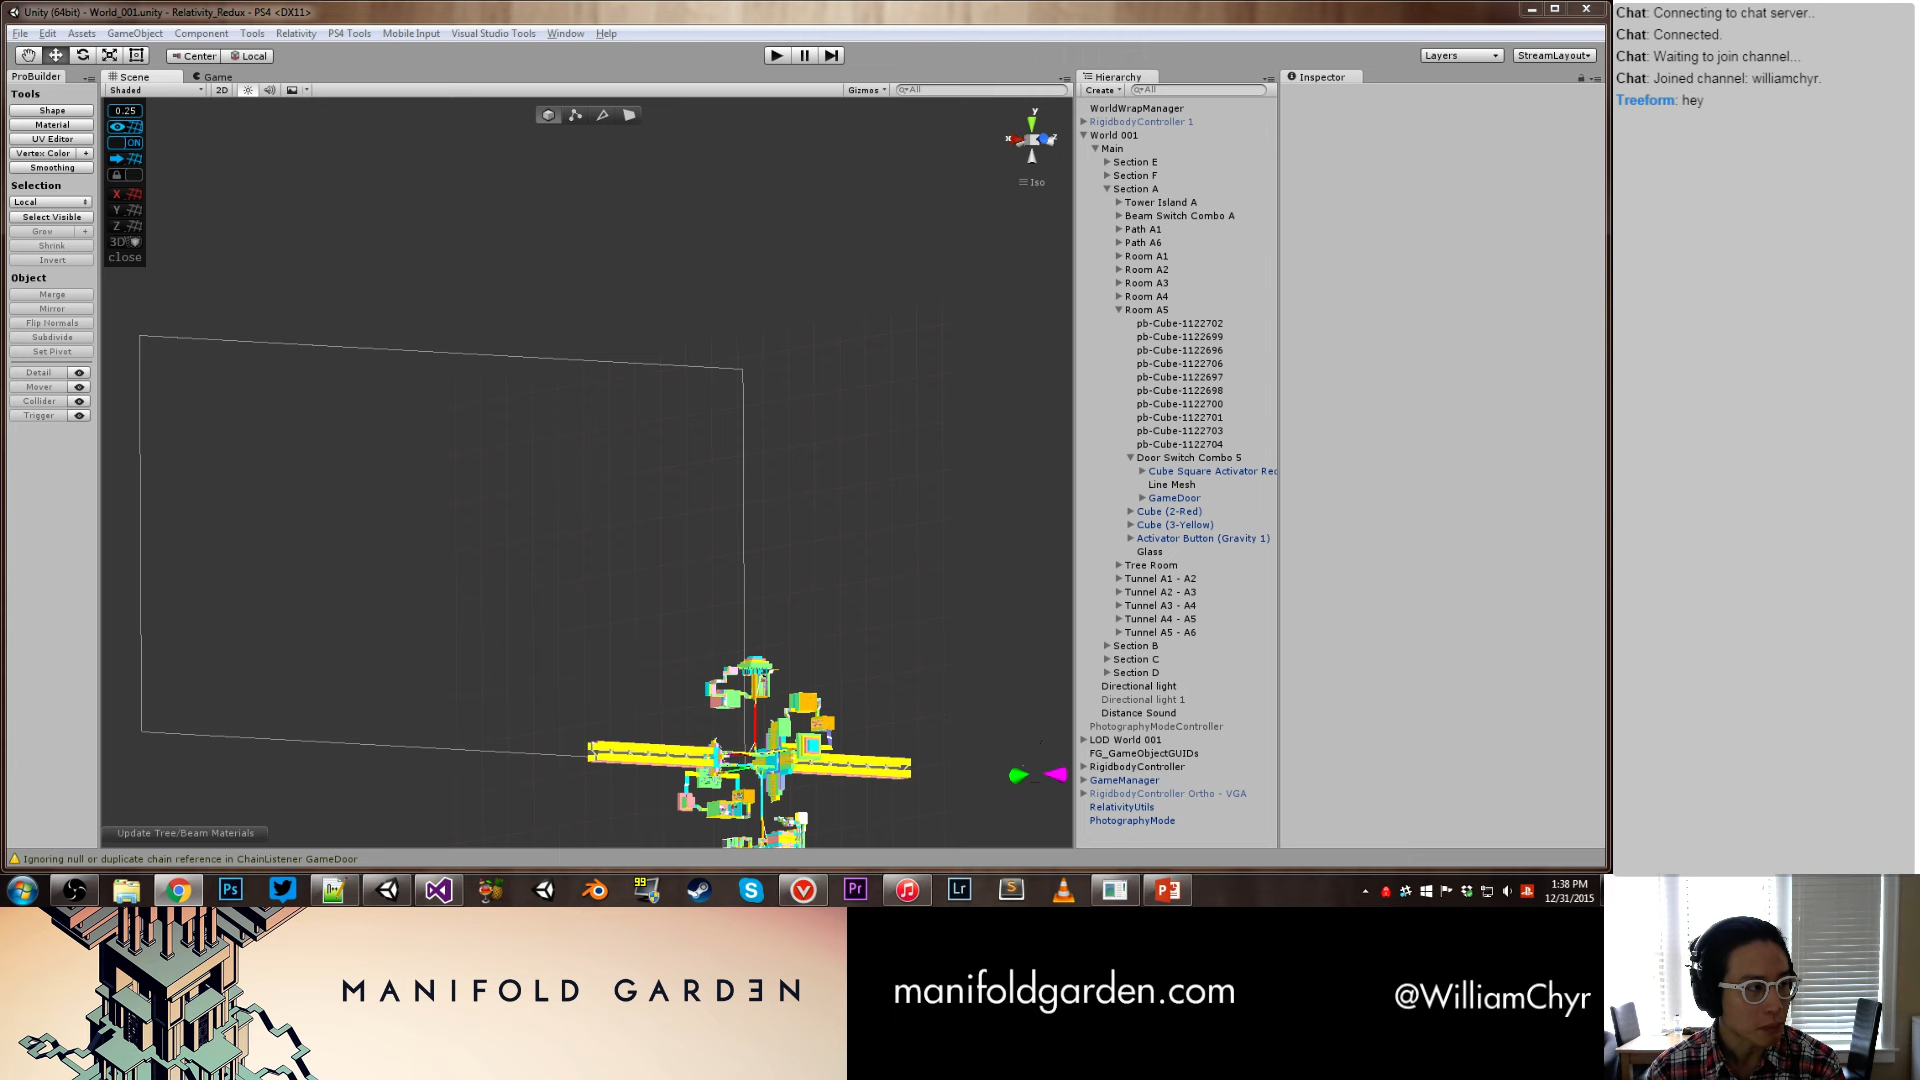 Unity (64bit) - World_001.unity - Relativity_Redux - PS4 <DX11>
File Edit Assets GameObject Component Tools Relativity PS4 Tools Mobile Input Visual Studio Tools Window Help
Center Local
Layers StreamLayout
ProBuilder
Scene Game
Shaded 2D Gizmos All
Tools
Shape
Material
UV Editor
Vertex Color +
Smoothing
Selection
Local
Select Visible
Grow +
Shrink
Invert
Object
Merge
Mirror
Flip Normals
Subdivide
Set Pivot
Detail
Mover
Collider
Trigger
0.25
ON
X
Y
Z
3D
close
y
x z
Iso
Update Tree/Beam Materials
Hierarchy
Create All
WorldWrapManager
RigidbodyController 1
World 001
Main
Section E
Section F
Section A
Tower Island A
Beam Switch Combo A
Path A1
Path A6
Room A1
Room A2
Room A3
Room A4
Room A5
pb-Cube-1122702
pb-Cube-1122699
pb-Cube-1122696
pb-Cube-1122706
pb-Cube-1122697
pb-Cube-1122698
pb-Cube-1122700
pb-Cube-1122701
pb-Cube-1122703
pb-Cube-1122704
Door Switch Combo 5
Cube Square Activator Rec
Line Mesh
GameDoor
Cube (2-Red)
Cube (3-Yellow)
Activator Button (Gravity 1)
Glass
Tree Room
Tunnel A1 - A2
Tunnel A2 - A3
Tunnel A3 - A4
Tunnel A4 - A5
Tunnel A5 - A6
Section B
Section C
Section D
Directional light
Directional light 1
Distance Sound
PhotographyModeController
LOD World 001
FG_GameObjectGUIDs
RigidbodyController
GameManager
RigidbodyController Ortho - VGA
RelativityUtils
PhotographyMode
Inspector
Ignoring null or duplicate chain reference in ChainListener GameDoor
Chat: Connecting to chat server..
Chat: Connected.
Chat: Waiting to join channel...
Chat: Joined channel: williamchyr.
Treeform: hey
Ps
99
Pr
Lr
S
1:38 PM
12/31/2015
MANIFOLD GARDƎN
manifoldgarden.com
@WilliamChyr